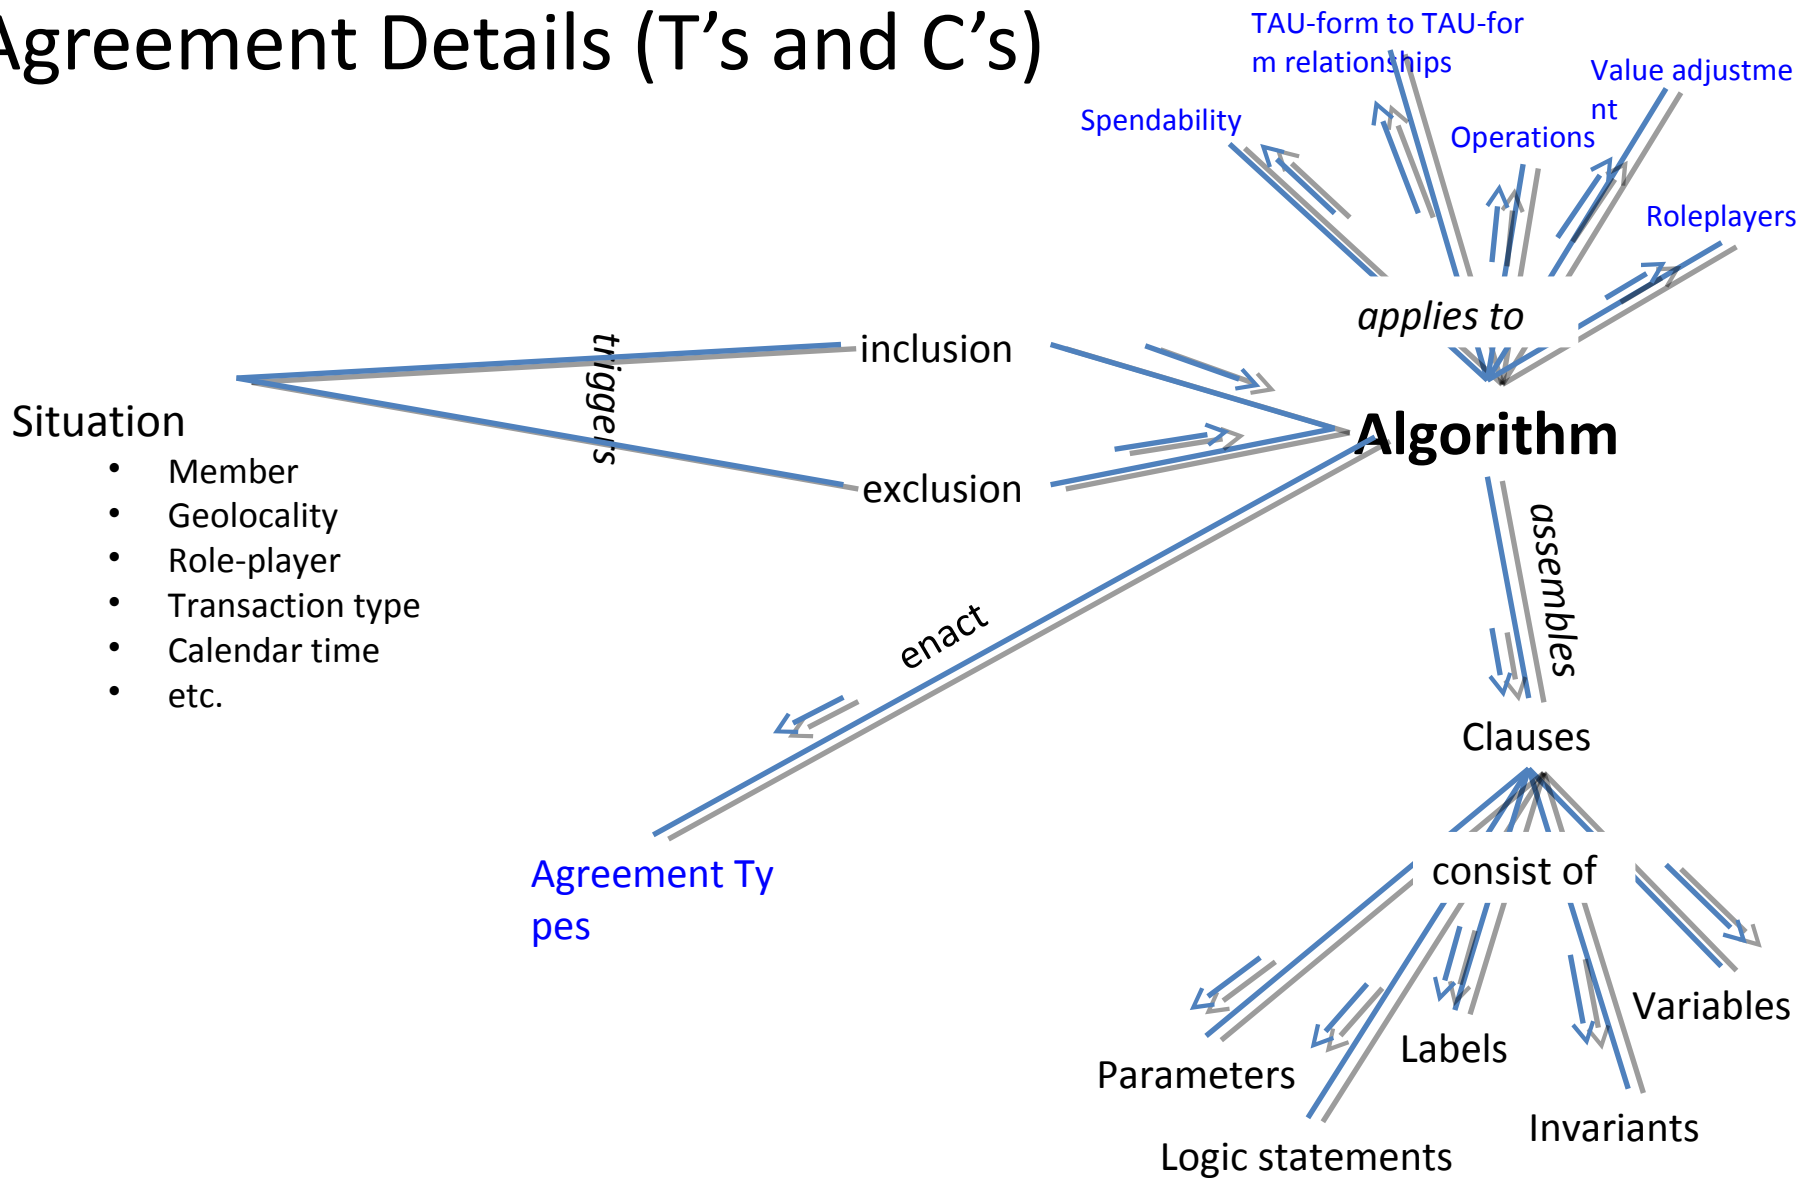 Agreement Details (T’s and C’s)
TAU-form to TAU-for
m relationships
Value adjustme
nt
Spendability
Operations
Roleplayers
applies to
triggers
inclusion
Situation
Algorithm
• Member
exclusion
• Geolocality
• Role-player
assembles
• Transaction type
• Calendar time
enact
• etc.
Clauses
Agreement Ty
pes
consist of
Variables
Labels
Parameters
Invariants
Logic statements